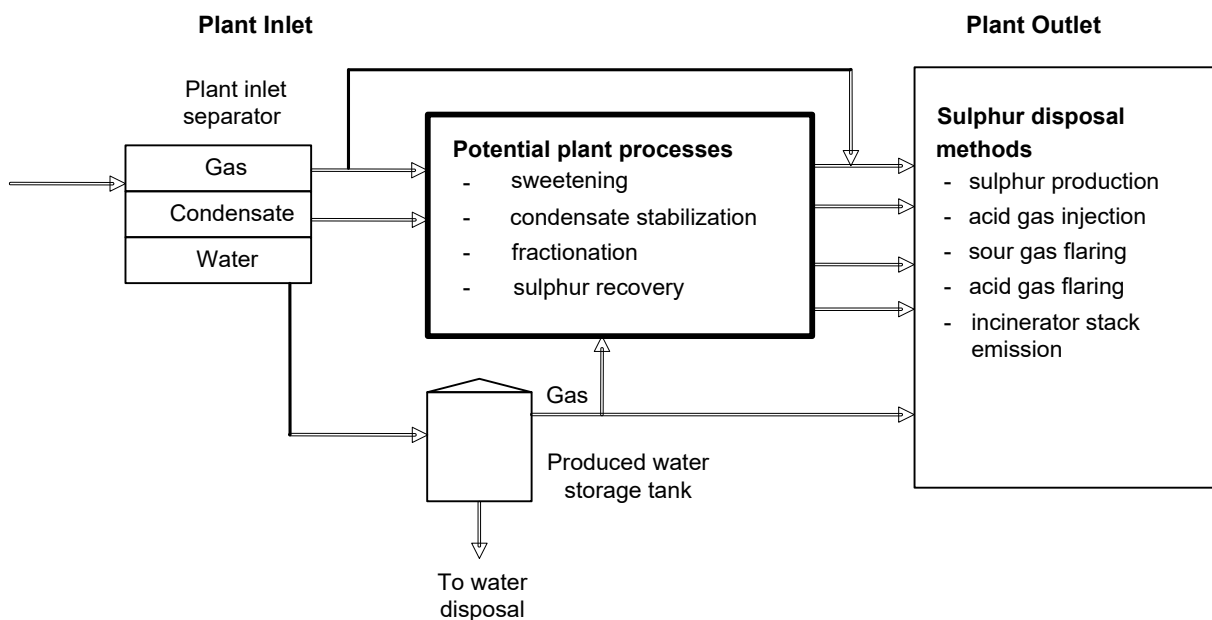 Plant Inlet
Plant Outlet
Plant inlet
separator
Gas
Condensate
Water
Potential plant processes
- sweetening
- condensate stabilization
- fractionation
- sulphur recovery
Sulphur disposal
methods
- sulphur production
- acid gas injection
- sour gas flaring
- acid gas flaring
- incinerator stack
emission
Gas
Produced water
storage tank
To water
disposal